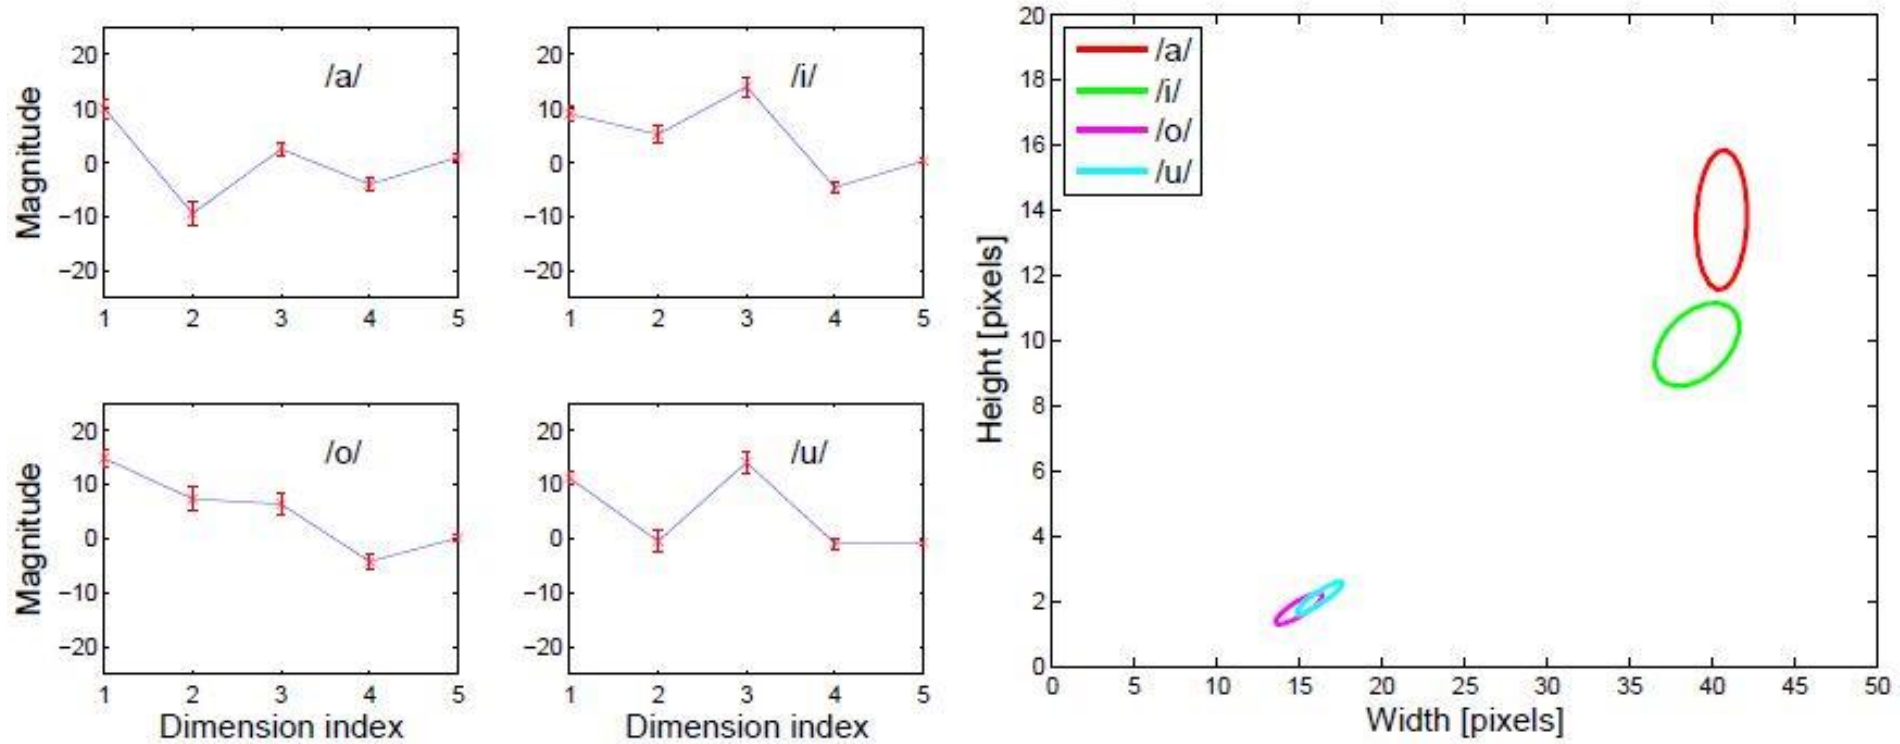 Magnitude
20
10
0
−10
−20
/a/
1 2 3 4 5
20
10
0
−10
−20
/i/
1 2 3 4 5
Magnitude
20
10
0
−10
−20
/o/
1 2 3 4 5
Dimension index
20
10
0
−10
−20
/u/
1 2 3 4 5
Dimension index
Height [pixels]
20
18
16
14
12
10
8
6
4
2
0
/a/
/i/
/o/
/u/
0 5 10 15 20 25 30 35 40 45 50
Width [pixels]